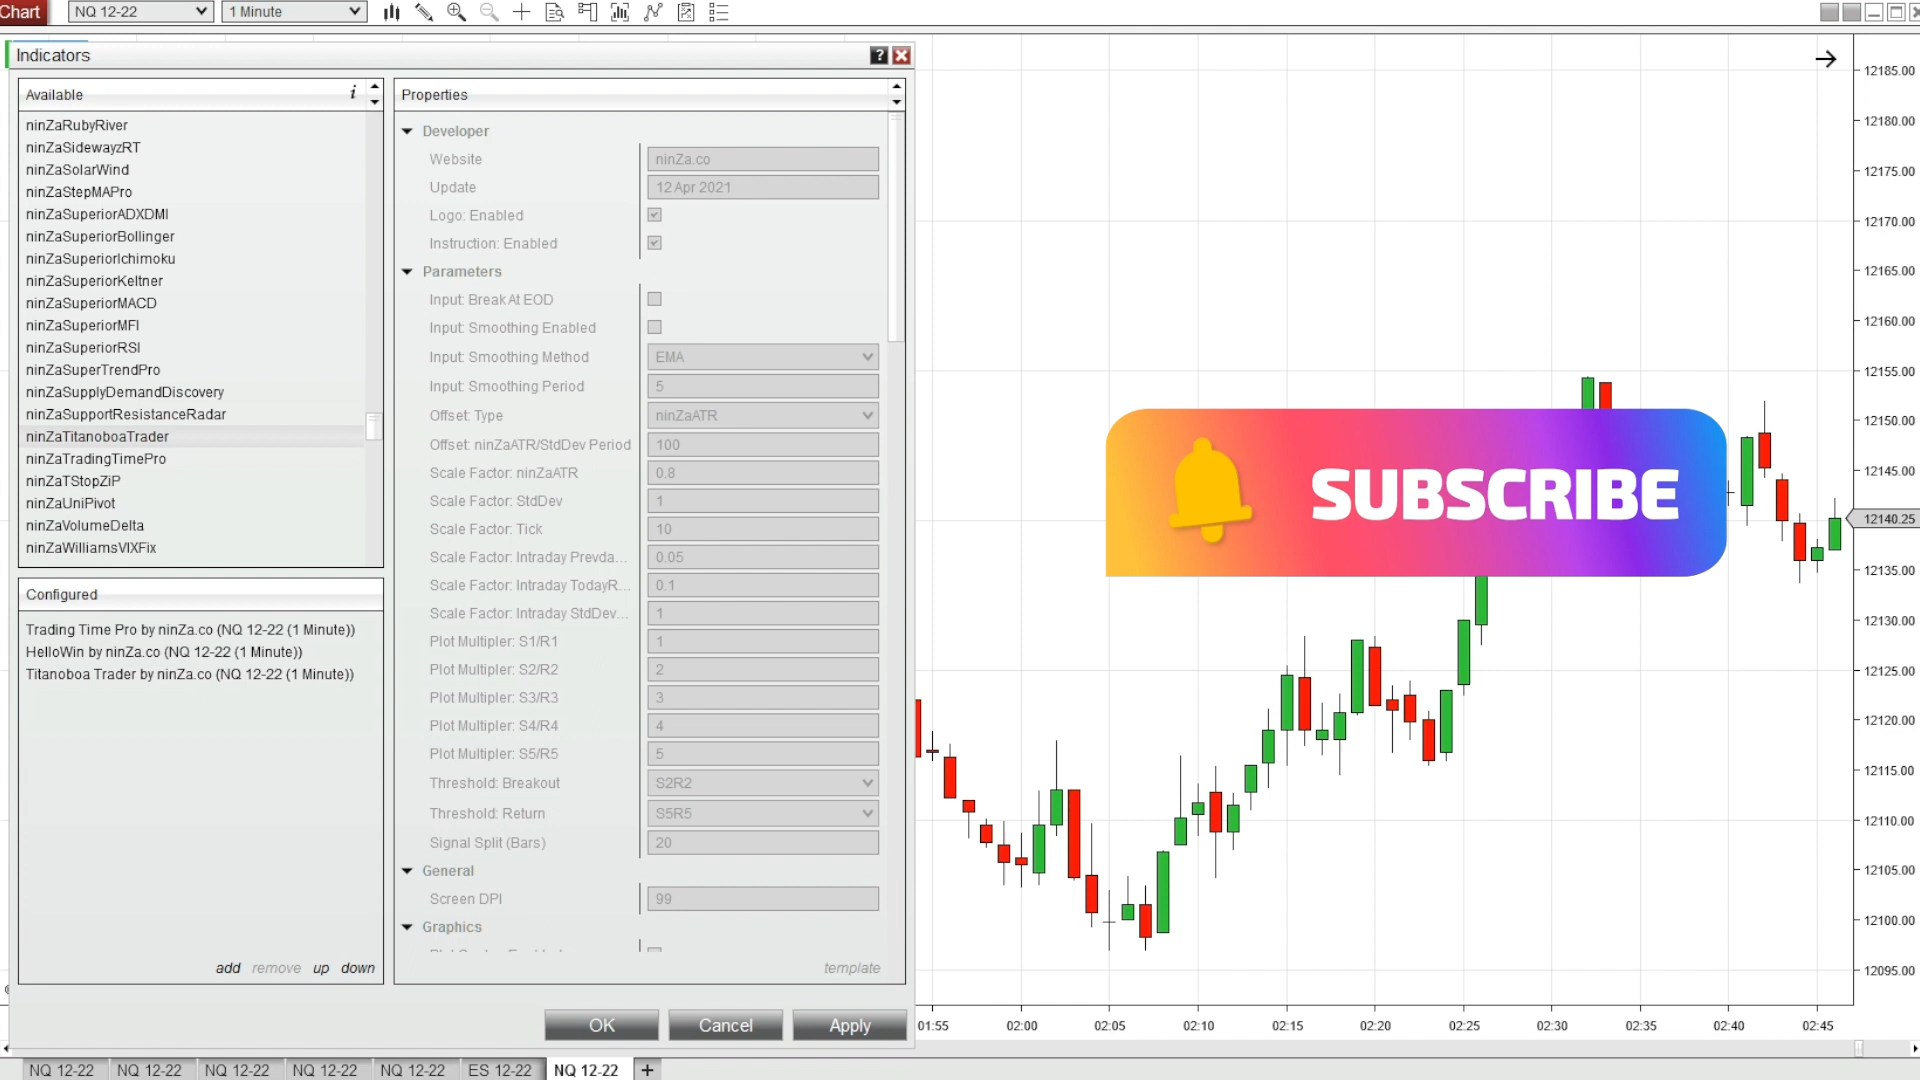 Chart
NQ 12-22
1 Minute
Indicators
?
Available
i
ninZaRubyRiver
ninZaSidewayzRT
ninZaSolarWind
ninZaStepMAPro
ninZaSuperiorADXDMI
ninZaSuperiorBollinger
ninZaSuperiorIchimoku
ninZaSuperiorKeltner
ninZaSuperiorMACD
ninZaSuperiorMFI
ninZaSuperiorRSI
ninZaSuperTrendPro
ninZaSupplyDemandDiscovery
ninZaSupportResistanceRadar
ninZaTitanoboaTrader
ninZaTradingTimePro
ninZaTStopZiP
ninZaUniPivot
ninZaVolumeDelta
ninZaWilliamsVIXFix
Configured
Trading Time Pro by ninZa.co (NQ 12-22 (1 Minute))
HelloWin by ninZa.co (NQ 12-22 (1 Minute))
Titanoboa Trader by ninZa.co (NQ 12-22 (1 Minute))
add remove up down
Properties
Developer
Website ninZa.co
Update 12 Apr 2021
Logo: Enabled
Instruction: Enabled
Parameters
Input: Break At EOD
Input: Smoothing Enabled
Input: Smoothing Method EMA
Input: Smoothing Period 5
Offset: Type ninZaATR
Offset: ninZaATR/StdDev Period 100
Scale Factor: ninZaATR 0.8
Scale Factor: StdDev 1
Scale Factor: Tick 10
Scale Factor: Intraday Prevda... 0.05
Scale Factor: Intraday TodayR... 0.1
Scale Factor: Intraday StdDev... 1
Plot Multipler: S1/R1 1
Plot Multipler: S2/R2 2
Plot Multipler: S3/R3 3
Plot Multipler: S4/R4 4
Plot Multipler: S5/R5 5
Threshold: Breakout S2R2
Threshold: Return S5R5
Signal Split (Bars) 20
General
Screen DPI 99
Graphics
template
OK Cancel Apply
SUBSCRIBE
12185.00
12180.00
12175.00
12170.00
12165.00
12160.00
12155.00
12150.00
12145.00
12140.25
12135.00
12130.00
12125.00
12120.00
12115.00
12110.00
12105.00
12100.00
12095.00
01:55 02:00 02:05 02:10 02:15 02:20 02:25 02:30 02:35 02:40 02:45
NQ 12-22 NQ 12-22 NQ 12-22 NQ 12-22 NQ 12-22 ES 12-22 NQ 12-22 +